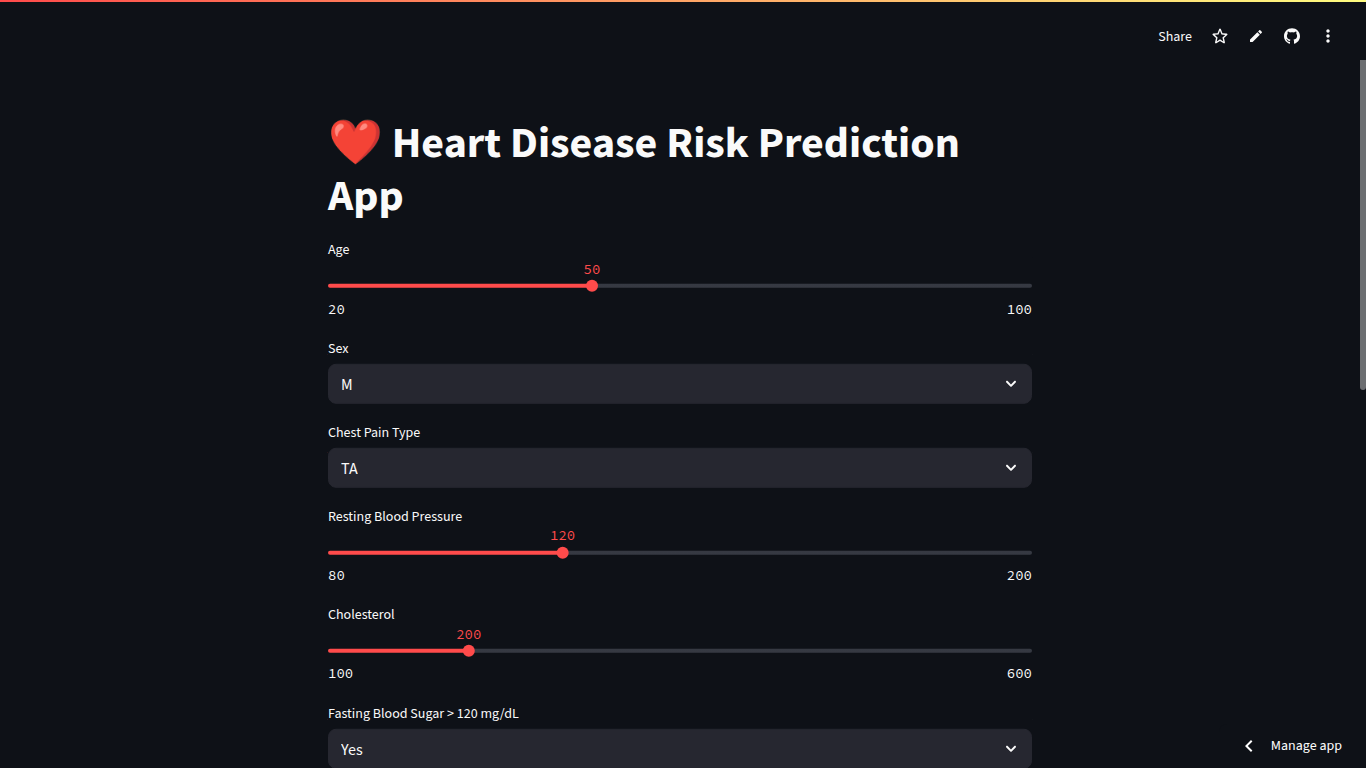 Share
❤️ Heart Disease Risk Prediction
App
Age
50
20 100
Sex
M
Chest Pain Type
TA
Resting Blood Pressure
120
80 200
Cholesterol
200
100 600
Fasting Blood Sugar > 120 mg/dL
Yes
Manage app